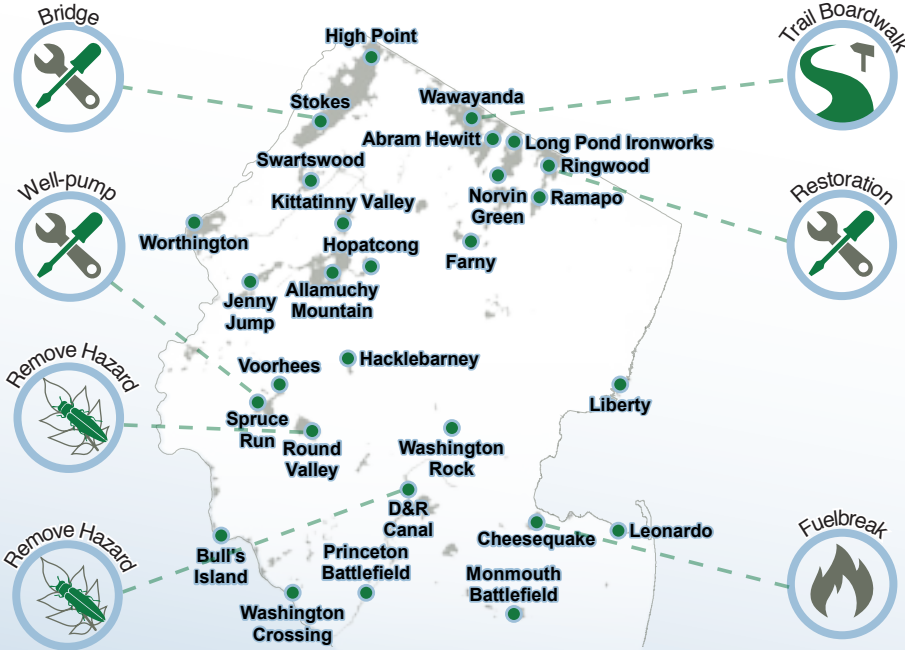 Bridge
Trail Boardwalk
High Point
Stokes
Wawayanda
Abram Hewitt
Long Pond Ironworks
Swartswood
Ringwood
Well-pump
Restoration
Kittatinny Valley
Norvin
Green
Ramapo
Worthington
Hopatcong
Farny
Jenny
Jump
Allamuchy
Mountain
Remove Hazard
Voorhees
Hacklebarney
Liberty
Spruce
Run
Round
Valley
Washington
Rock
D&R
Canal
Remove Hazard
Fuelbreak
Cheesequake
Leonardo
Bull's
Island
Princeton
Battlefield
Monmouth
Battlefield
Washington
Crossing